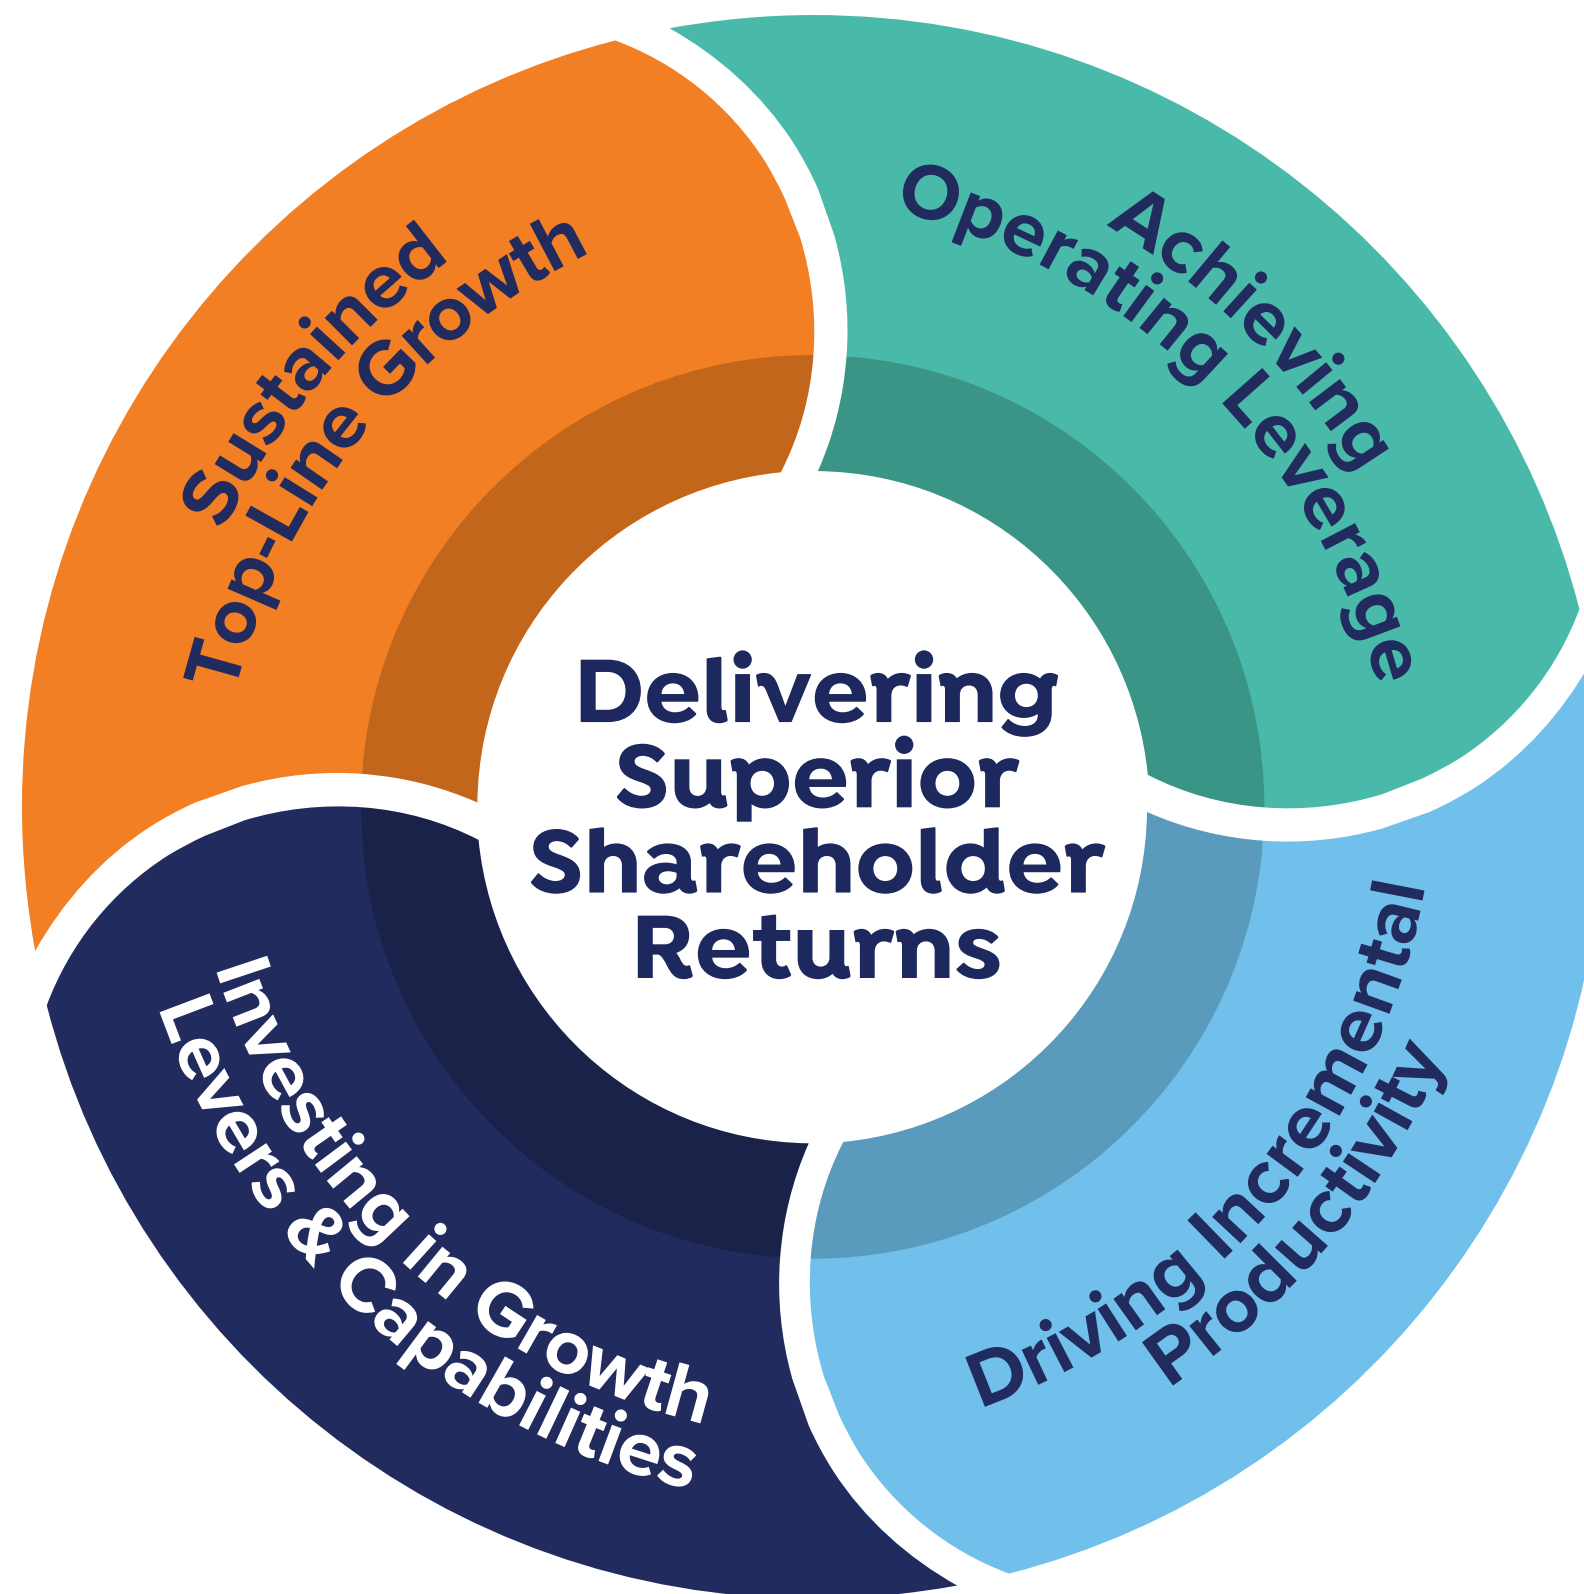 Sustained
Top-Line Growth
Achieving
Operating Leverage
Delivering
Superior
Shareholder
Returns
Investing in Growth
Levers & Capabilities
Driving Incremental
Productivity